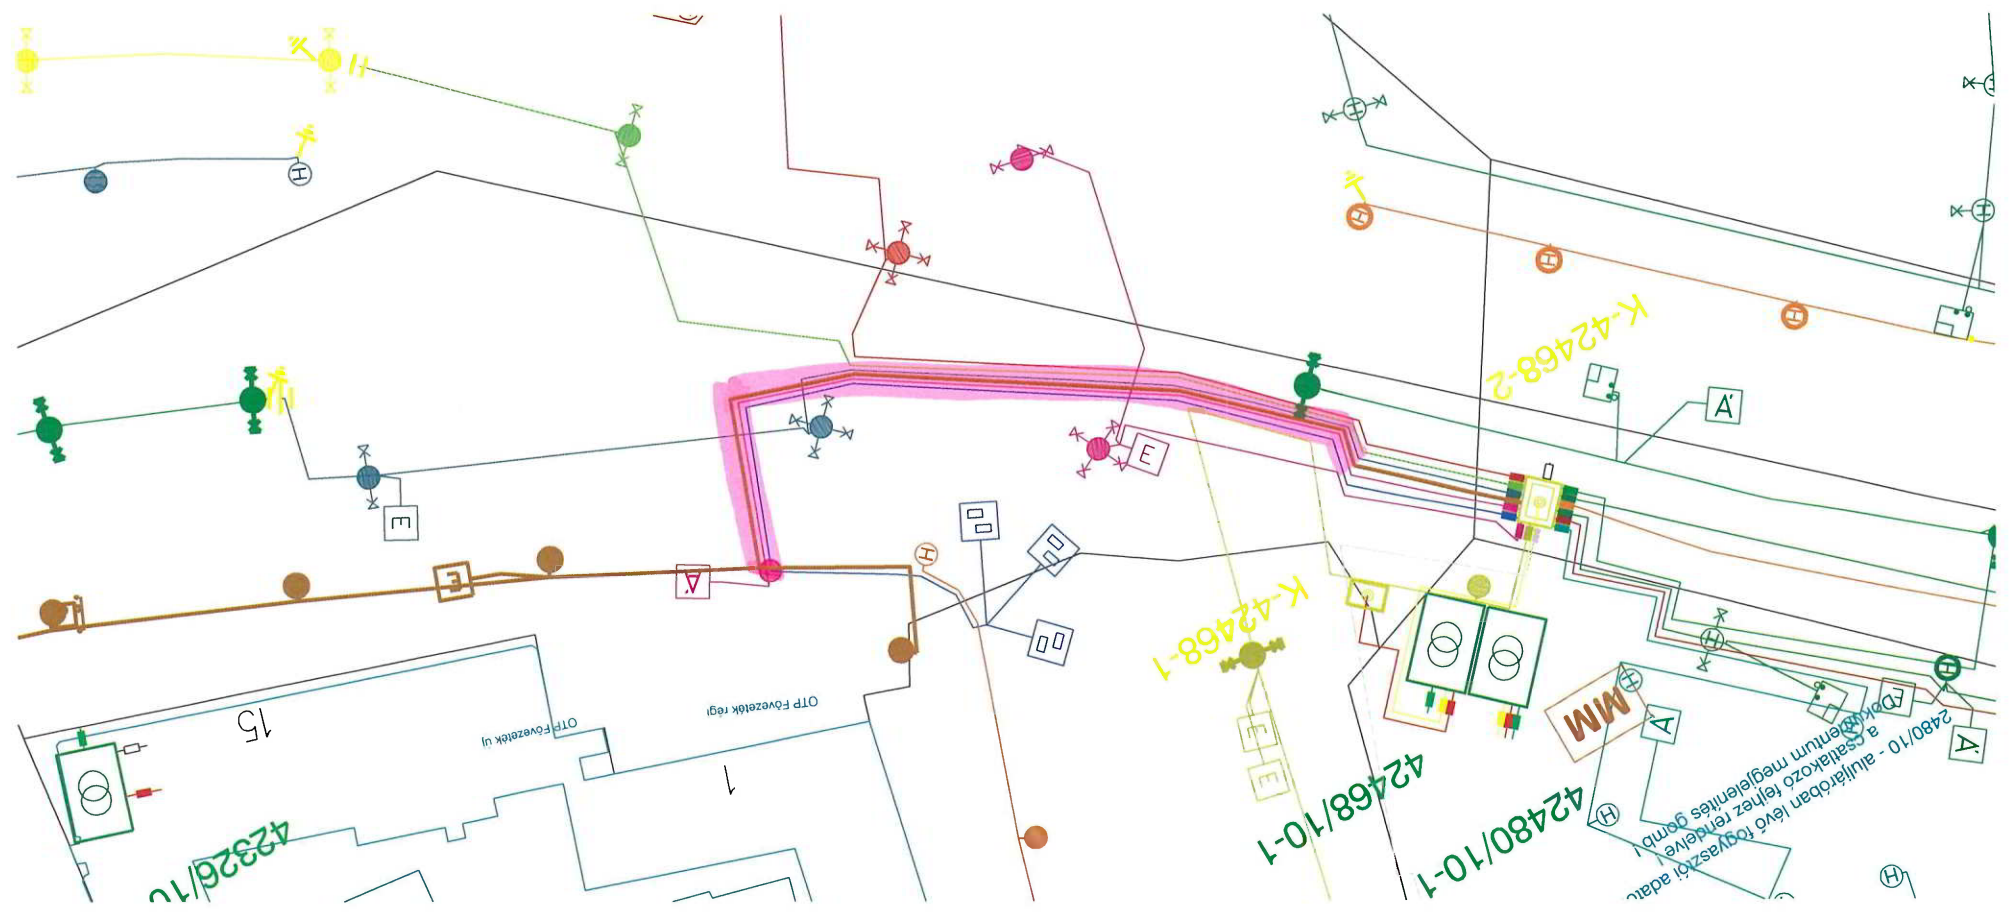 H
H
H
H
H
H
H
K-42468-2
Á
E
E
H
E
Á
K-42468-1
H
H
15
OTP Fővezeték régi
OTP Fővezeték új
1
MM
H
E
A
Á
E
E
2480/10 - aluljáróban lévő fogyasztói adato
a csatlakozó fejhez rendelve !
Dokumentum megjelenítés gomb !
42468/10-1
42480/10-1
42326/10
H
H